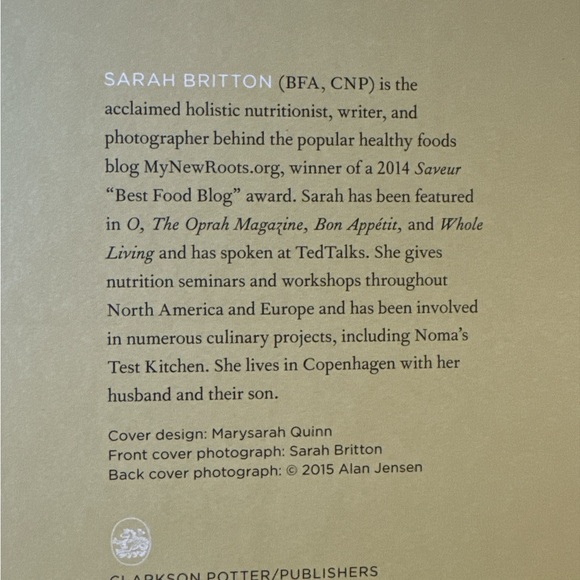 SARAH BRITTON (BFA, CNP) is the
acclaimed holistic nutritionist, writer, and
photographer behind the popular healthy foods
blog MyNewRoots.org, winner of a 2014 Saveur
“Best Food Blog” award. Sarah has been featured
in O, The Oprah Magazine, Bon Appétit, and Whole
Living and has spoken at TedTalks. She gives
nutrition seminars and workshops throughout
North America and Europe and has been involved
in numerous culinary projects, including Noma’s
Test Kitchen. She lives in Copenhagen with her
husband and their son.
Cover design: Marysarah Quinn
Front cover photograph: Sarah Britton
Back cover photograph: © 2015 Alan Jensen
CLARKSON POTTER/PUBLISHERS